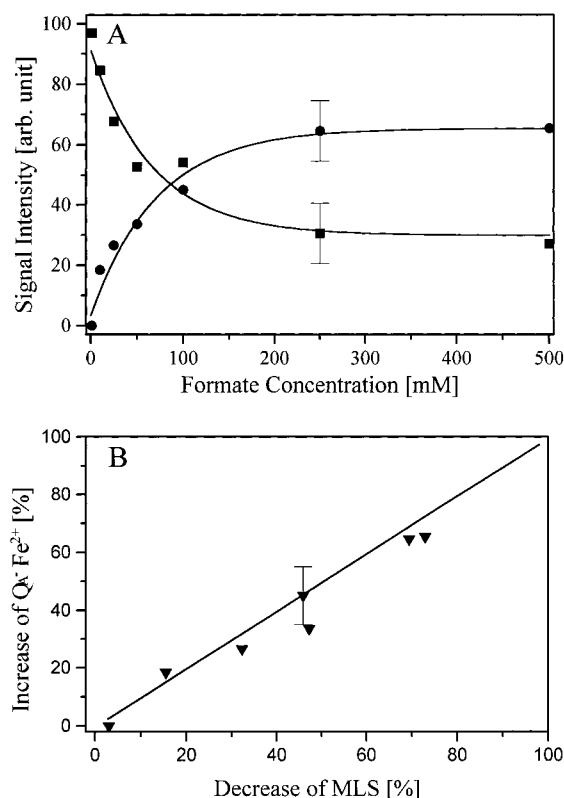 A
Signal Intensity [arb. unit]
100
80
60
40
20
0
0 100 200 300 400 500
Formate Concentration [mM]
B
Increase of QA- Fe2+ [%]
100
80
60
40
20
0
0 20 40 60 80 100
Decrease of MLS [%]